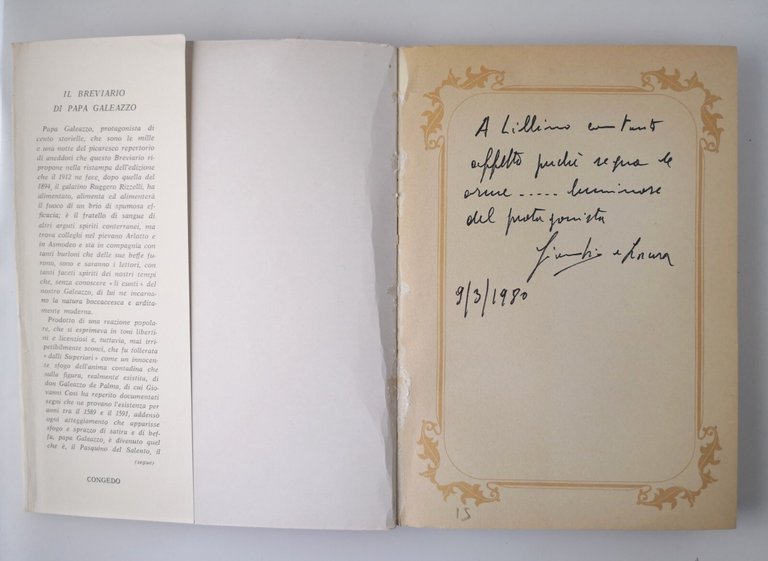 IL BREVIARIO
DI PAPA GALEAZZO
Papa Galeazzo, protagonista di
cento storielle, che sono le mille
e una notte del picaresco repertorio
di aneddoti che questo Breviario ri-
propone nella ristampa dell'edizione
che il 1912 ne fece, dopo quella del
1894, il galatino Ruggero Rizzelli, ha
alimentato, alimenta ed alimenterà
il fuoco di un brio di spumosa ef-
ficacia; è il fratello di sangue di
altri arguti spiriti conterranei, ma
trova colleghi nel pievano Arlotto e
in Asmodeo e sta in compagnia con
tanti burloni che delle sue beffe fu-
rono, sono e saranno i lettori, con
tanti faceti spiriti dei nostri tempi
che, senza conoscere «li cunti» del
nostro Galeazzo, di lui ne incarna-
no la natura boccaccesca e ardita-
mente moderna.
Prodotto di una reazione popola-
re, che si esprimeva in toni liberti-
ni e licenziosi e, tuttavia, mai irri-
petibilmente sconci, che fu tollerata
«dalli Superiori» come un innocen-
te sfogo dell'anima contadina che
sulla figura, realmente esistita, di
don Galeazzo de Palma, di cui Gio-
vanni Cosi ha reperito documentati
segni che ne provano l'esistenza per
anni tra il 1589 e il 1591, addensò
ogni atteggiamento che apparisse
sfogo e sprazzo di satira e di bef-
fa, papa Galeazzo, è divenuto quel
che è, il Pasquino del Salento, il
(segue)
CONGEDO
A Lillino con tanto
affetto perché segua le
orme ..... luminose
del protagonista
e Laura
9/3/1980
15